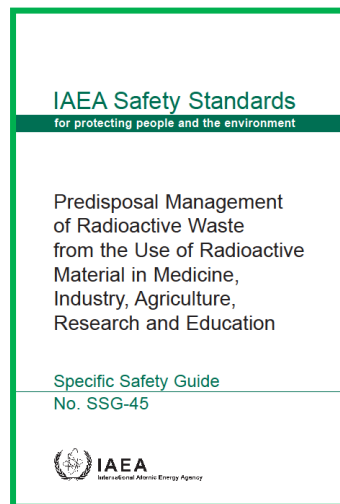 IAEA Safety Standards
for protecting people and the environment
Predisposal Management
of Radioactive Waste
from the Use of Radioactive
Material in Medicine,
Industry, Agriculture,
Research and Education
Specific Safety Guide
No. SSG-45
IAEA
International Atomic Energy Agency